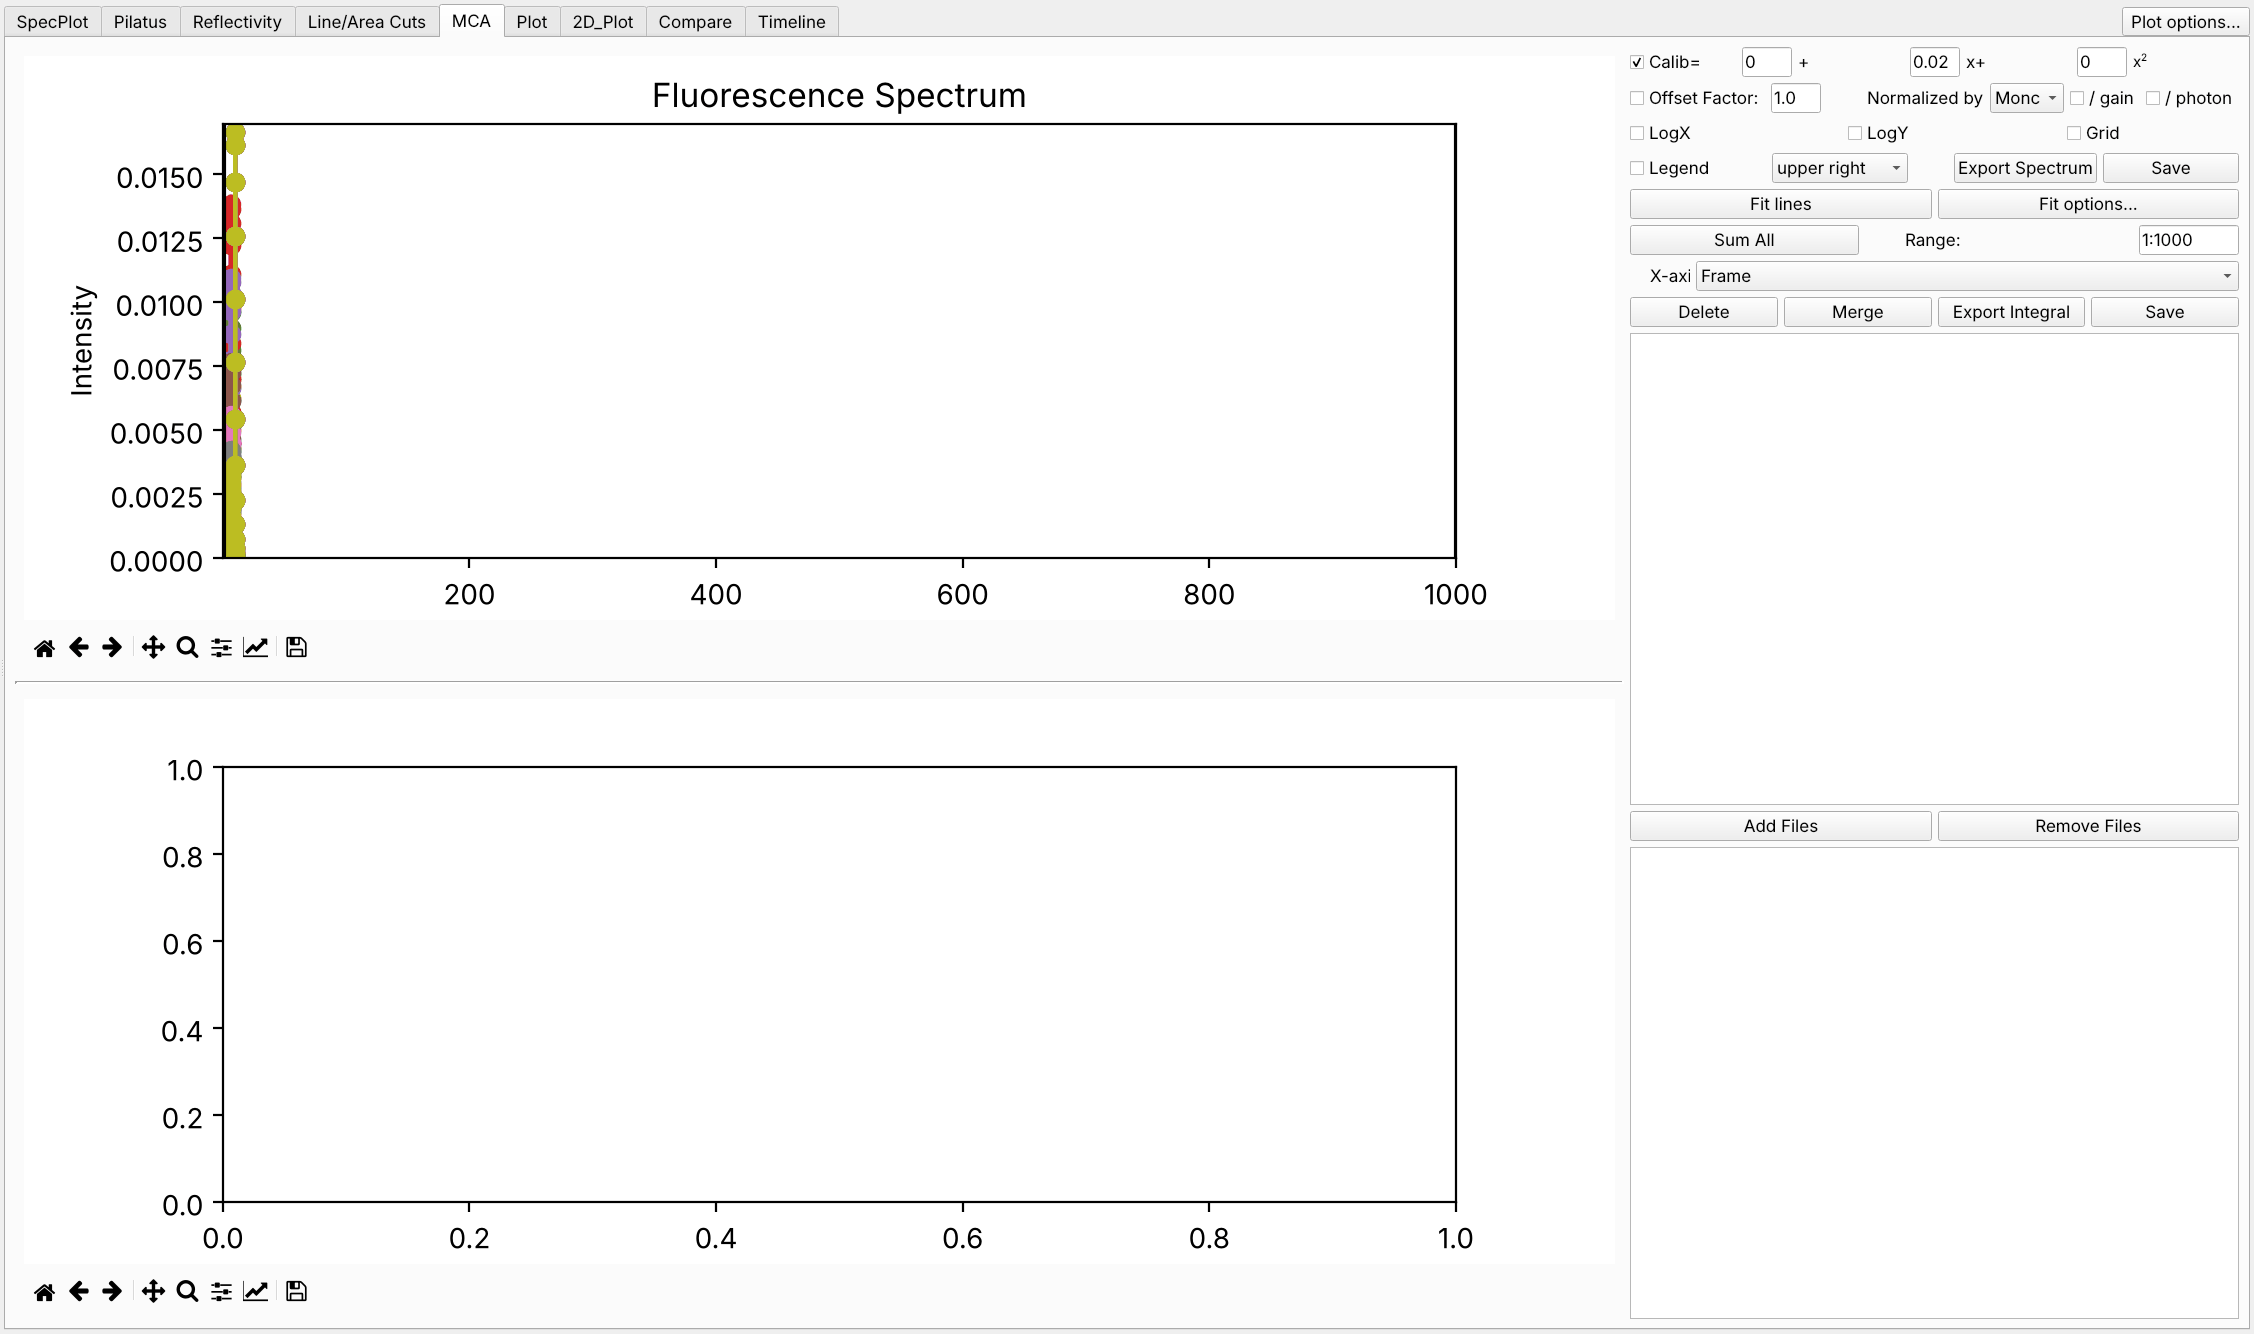 SpecPlot Pilatus Reflectivity Line/Area Cuts MCA Plot 2D_Plot Compare Timeline Plot options...
Calib= 0 + 0.02 x+ 0 x²
Offset Factor: 1.0 Normalized by Monc / gain / photon
LogX LogY Grid
Legend upper right Export Spectrum Save
Fit lines Fit options...
Sum All Range: 1:1000
X-axi Frame
Delete Merge Export Integral Save
Add Files Remove Files
Fluorescence Spectrum
Intensity
0.0150
0.0125
0.0100
0.0075
0.0050
0.0025
0.0000
200 400 600 800 1000
1.0
0.8
0.6
0.4
0.2
0.0
0.0 0.2 0.4 0.6 0.8 1.0